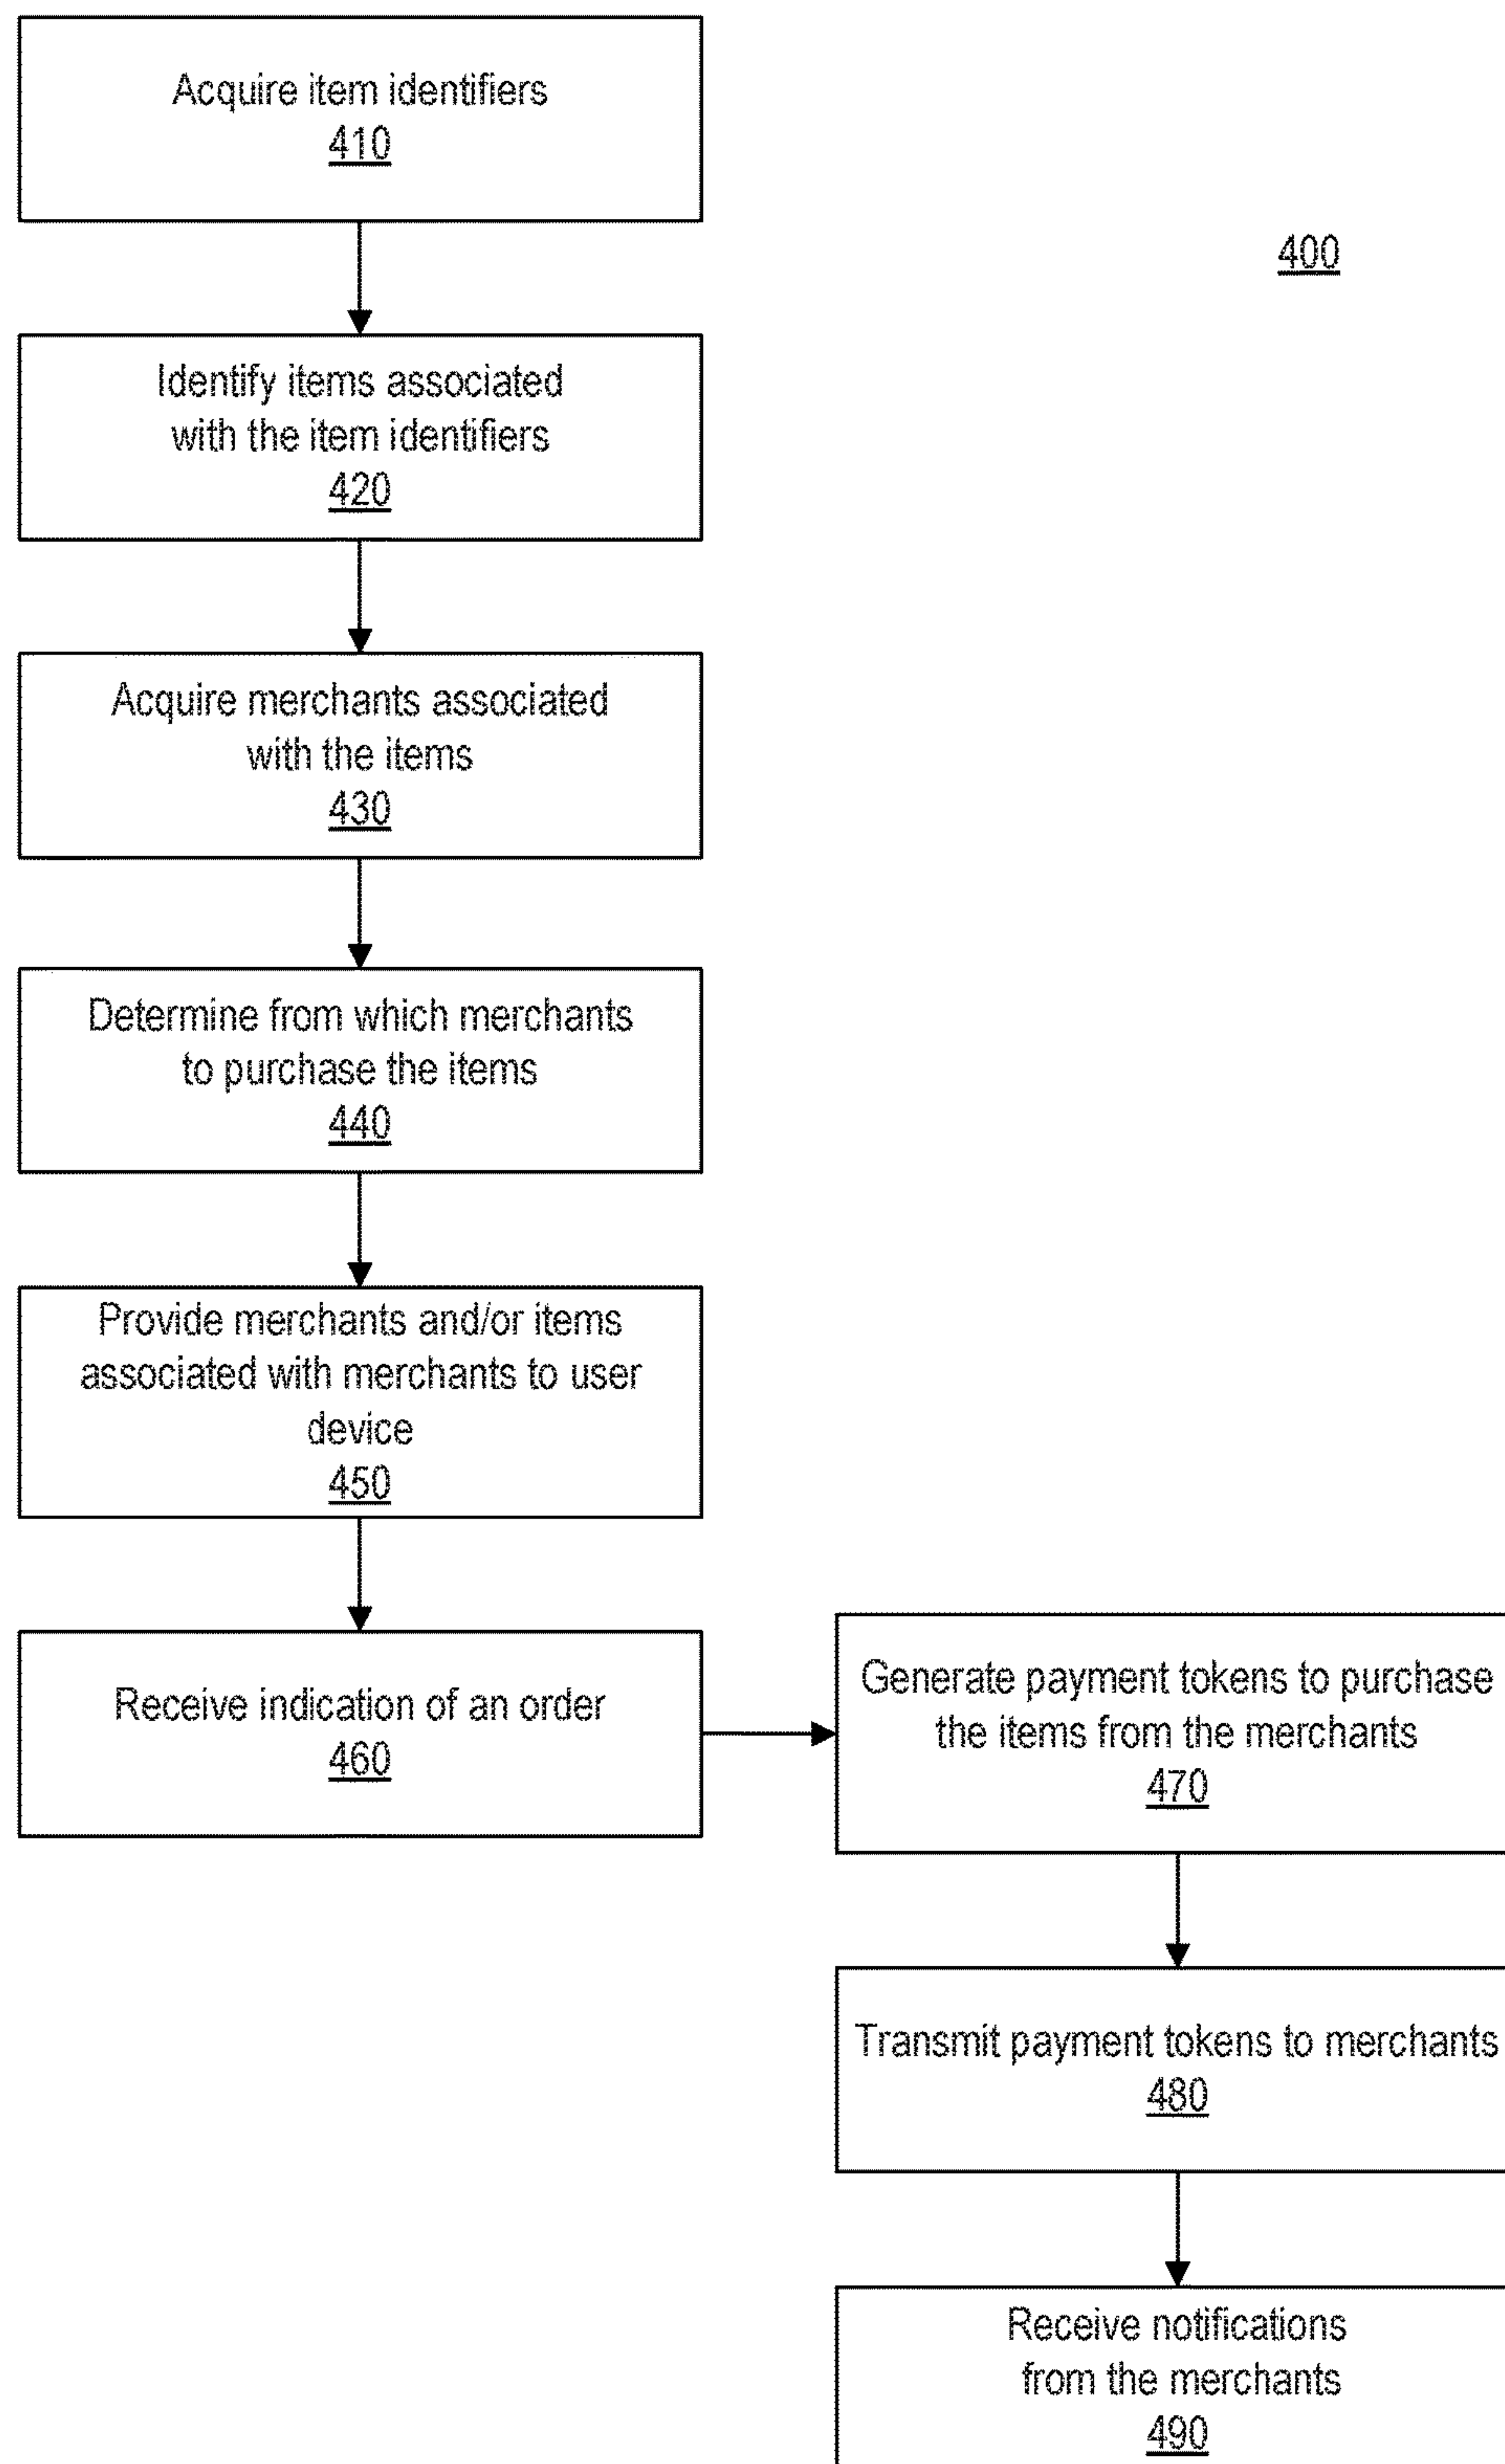 Acquire item identifiers
410
400
Identify items associated
with the item identifiers
420
Acquire merchants associated
with the items
430
Determine from which merchants
to purchase the items
440
Provide merchants and/or items
associated with merchants to user
device
450
Receive indication of an order
460
Generate payment tokens to purchase
the items from the merchants
470
Transmit payment tokens to merchants
480
Receive notifications
from the merchants
490